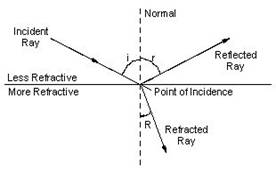 Normal
Incident
Ray
i
r
Reflected
Ray
Less Refractive
More Refractive
Point of Incidence
R
Refracted
Ray